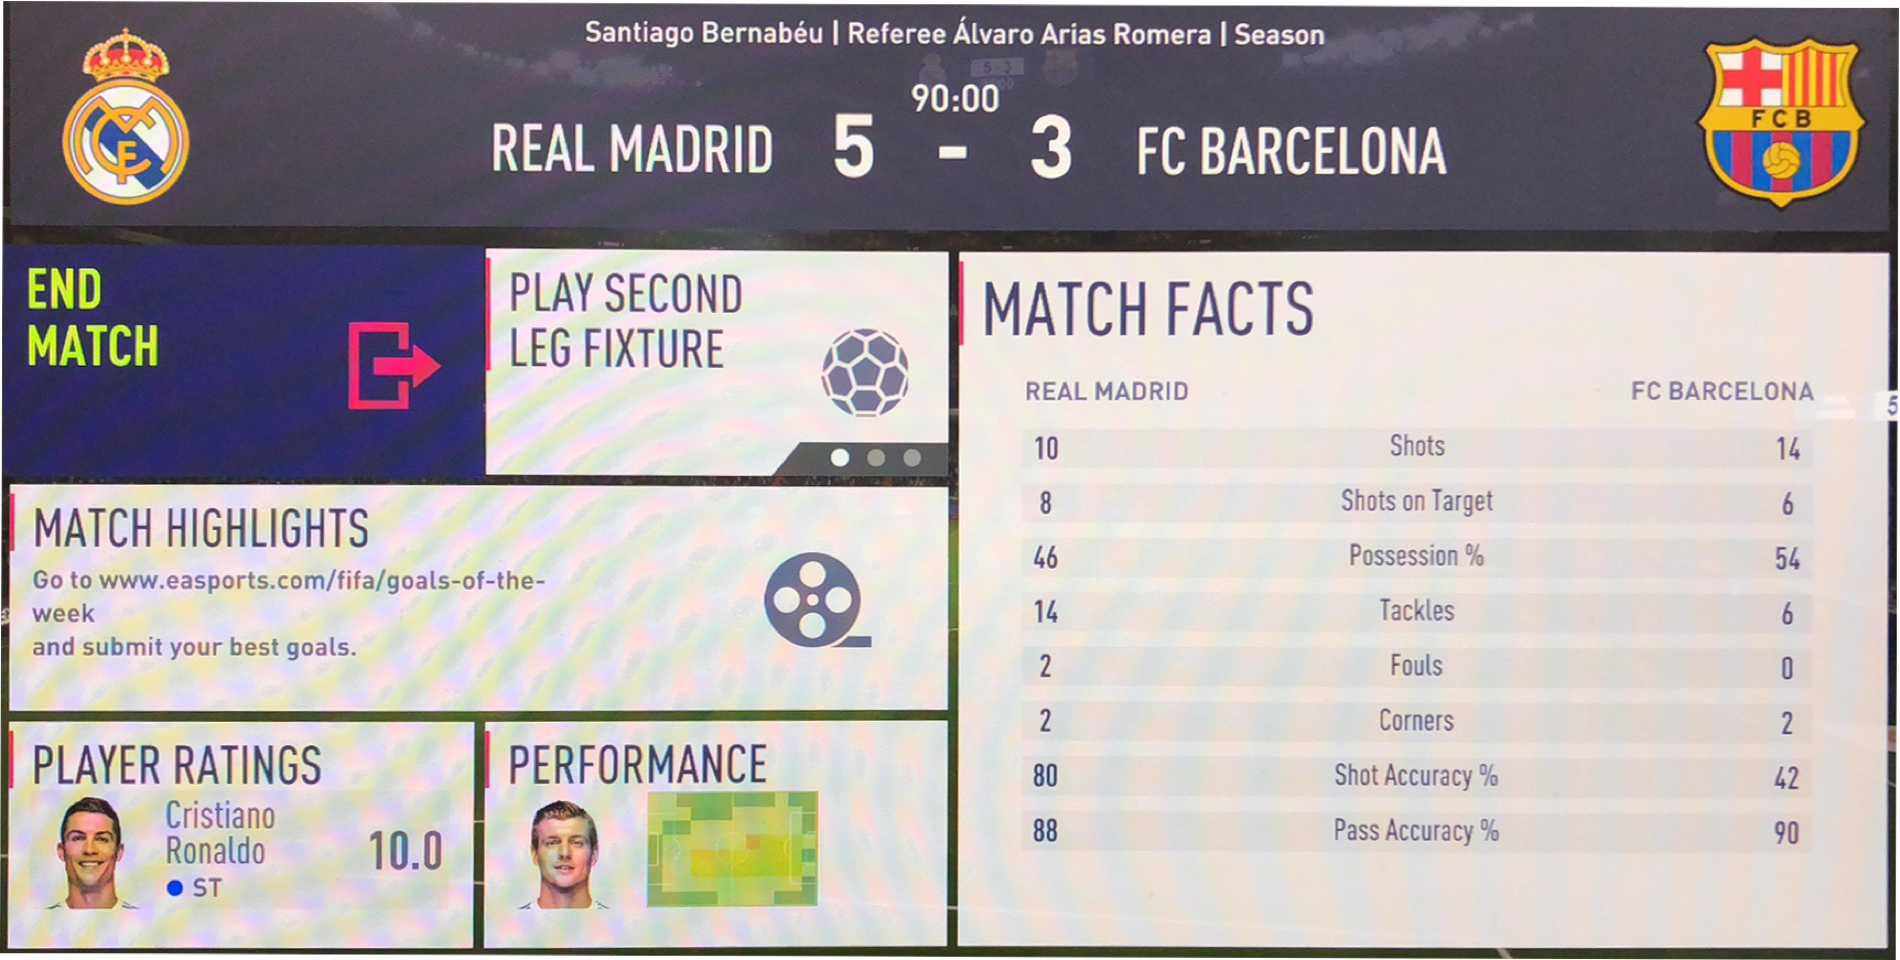 Santiago Bernabéu | Referee Álvaro Arias Romera | Season
90:00
REAL MADRID 5 - 3 FC BARCELONA
FCB
END
MATCH
PLAY SECOND
LEG FIXTURE
MATCH HIGHLIGHTS
Go to www.easports.com/fifa/goals-of-the-
week
and submit your best goals.
PLAYER RATINGS
Cristiano
Ronaldo
ST
10.0
PERFORMANCE
MATCH FACTS
REAL MADRID FC BARCELONA
10 Shots 14
8 Shots on Target 6
46 Possession % 54
14 Tackles 6
2 Fouls 0
2 Corners 2
80 Shot Accuracy % 42
88 Pass Accuracy % 90